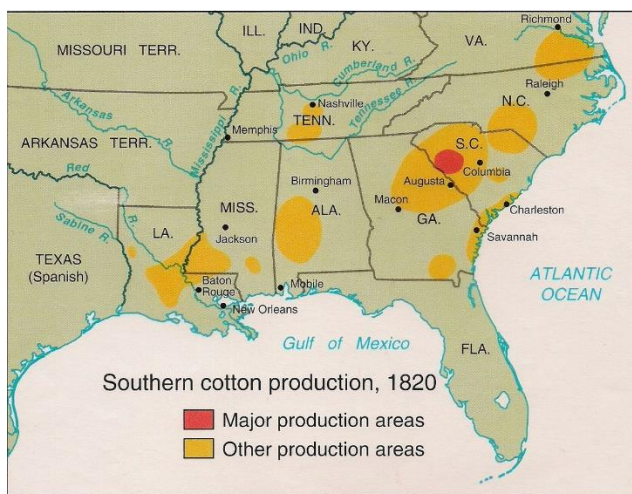 Richmond
ILL.
IND.
VA.
MISSOURI TERR.
Ohio R.
KY.
Cumberland R.
Raleigh
Nashville
Tennessee R.
N.C.
Arkansas R.
TENN.
Mississippi R.
Memphis
S.C.
ARKANSAS TERR.
Columbia
Red
R.
Birmingham
Augusta
Macon
Charleston
Sabine R.
MISS.
ALA.
GA.
LA.
Jackson
Savannah
TEXAS
(Spanish)
Baton
Rouge
Mobile
ATLANTIC
OCEAN
New Orleans
Gulf of Mexico
FLA.
Southern cotton production, 1820
Major production areas
Other production areas